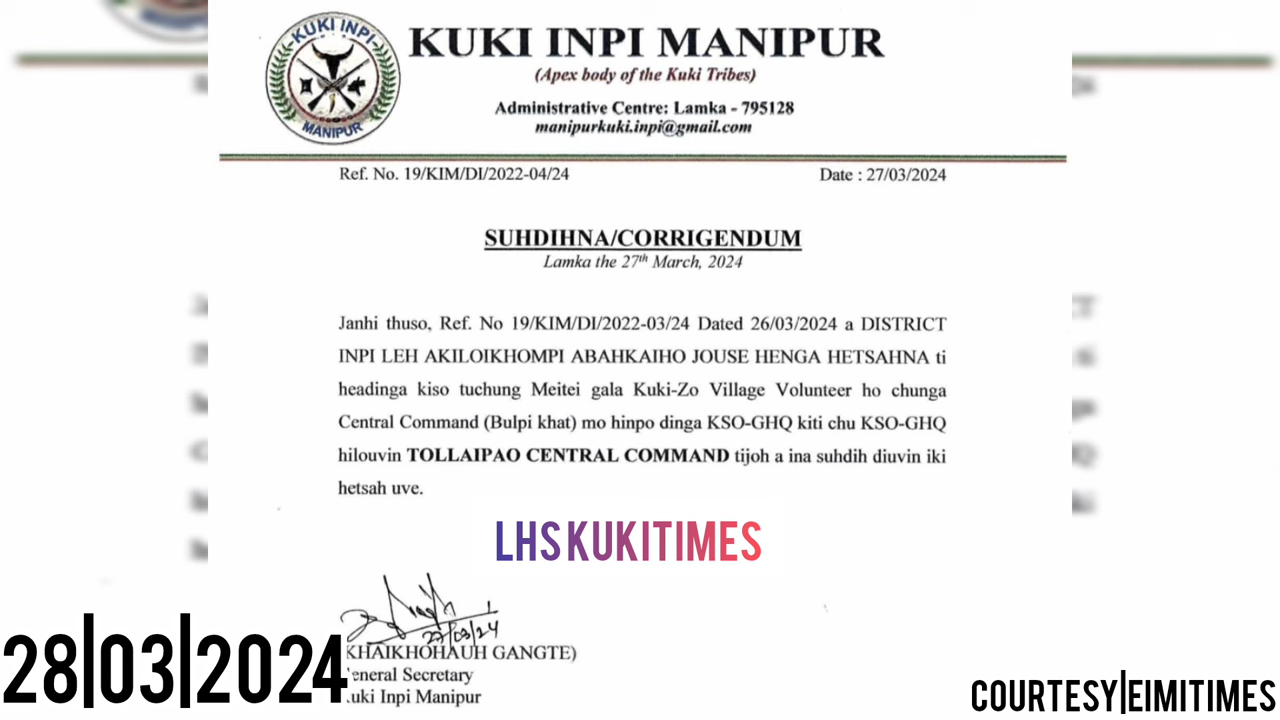 KUKI INPI
MANIPUR
KUKI INPI MANIPUR
(Apex body of the Kuki Tribes)
Administrative Centre: Lamka - 795128
manipurkuki.inpi@gmail.com
Ref. No. 19/KIM/DI/2022-04/24 Date : 27/03/2024
SUHDIHNA/CORRIGENDUM
Lamka the 27th March, 2024
Janhi thuso, Ref. No 19/KIM/DI/2022-03/24 Dated 26/03/2024 a DISTRICT
INPI LEH AKILOIKHOMPI ABAHKAIHO JOUSE HENGA HETSAHNA ti
headinga kiso tuchung Meitei gala Kuki-Zo Village Volunteer ho chunga
Central Command (Bulpi khat) mo hinpo dinga KSO-GHQ kiti chu KSO-GHQ
hilouvin TOLLAIPAO CENTRAL COMMAND tijoh a ina suhdih diuvin iki
hetsah uve.
LHS KUKI TIMES
27/03/24
KHAIKHOHAUH GANGTE)
eneral Secretary
uki Inpi Manipur
28|03|2024
COURTESY|EIMITIMES